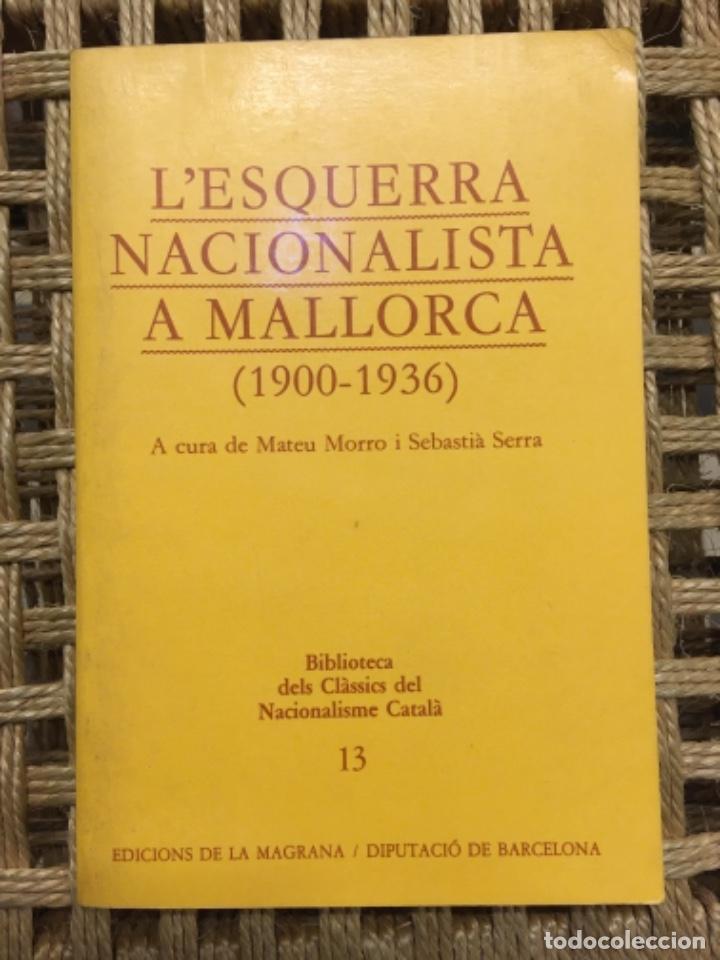 L'ESQUERRA
NACIONALISTA
A MALLORCA
(1900-1936)
A cura de Mateu Morro i Sebastià Serra
Biblioteca
dels Clàssics del
Nacionalisme Català
13
EDICIONS DE LA MAGRANA / DIPUTACIÓ DE BARCELONA
todocoleccion